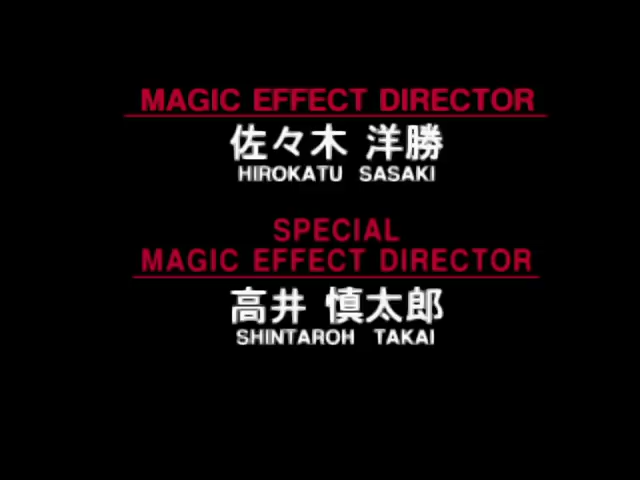 MAGIC EFFECT DIRECTOR
佐々木 洋勝
HIROKATU SASAKI
SPECIAL
MAGIC EFFECT DIRECTOR
高井 慎太郎
SHINTAROH TAKAI